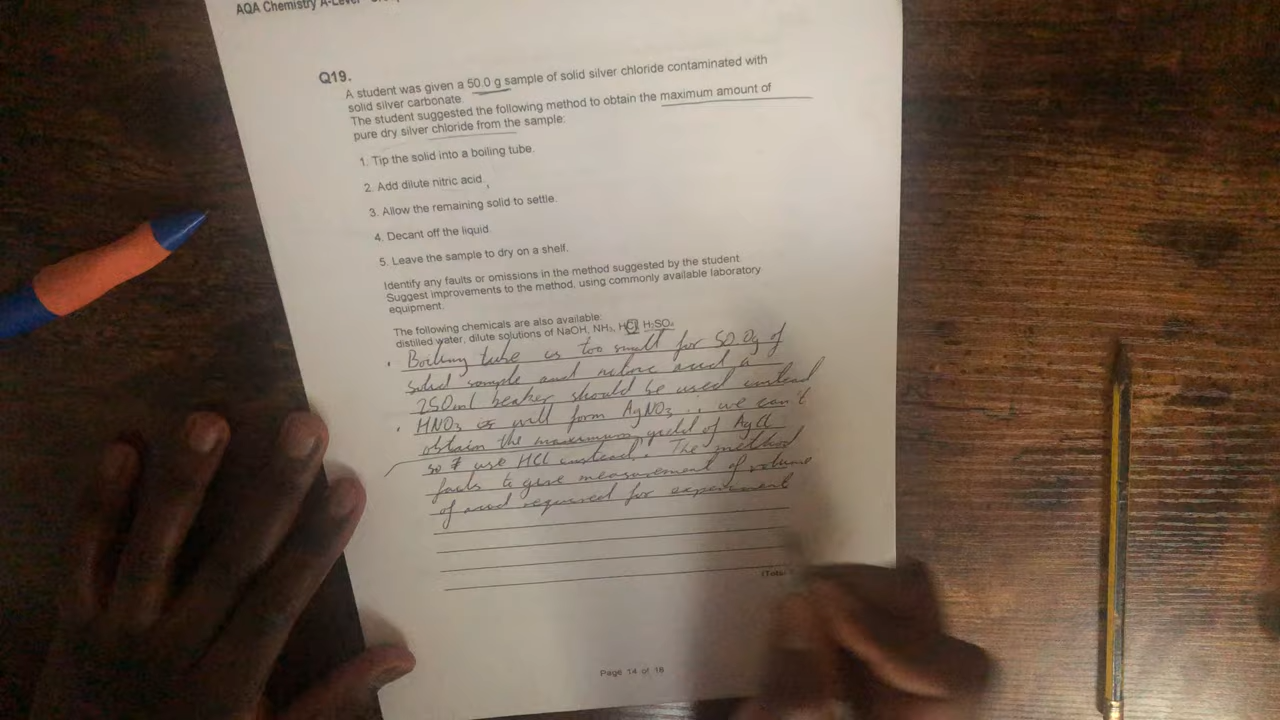 AQA Chemistry A-Level
Q19.
A student was given a 50.0 g sample of solid silver chloride contaminated with
solid silver carbonate.
The student suggested the following method to obtain the maximum amount of
pure dry silver chloride from the sample:
1. Tip the solid into a boiling tube.
2. Add dilute nitric acid
3. Allow the remaining solid to settle.
4. Decant off the liquid.
5. Leave the sample to dry on a shelf.
Identify any faults or omissions in the method suggested by the student.
Suggest improvements to the method, using commonly available laboratory
equipment.
The following chemicals are also available:
distilled water, dilute solutions of NaOH, NH₃, HCl H₂SO₄
• Boiling tube is too small for 50.0g of
solid sample and nitric acid a
250ml beaker should be used instead
• HNO₃ will form AgNO₃ ∴ we can't
obtain the maximum yield of AgCl
so use HCl instead. The method
fails to give measurement of volume
of acid required for experiment
(Total
Page 14 of 16